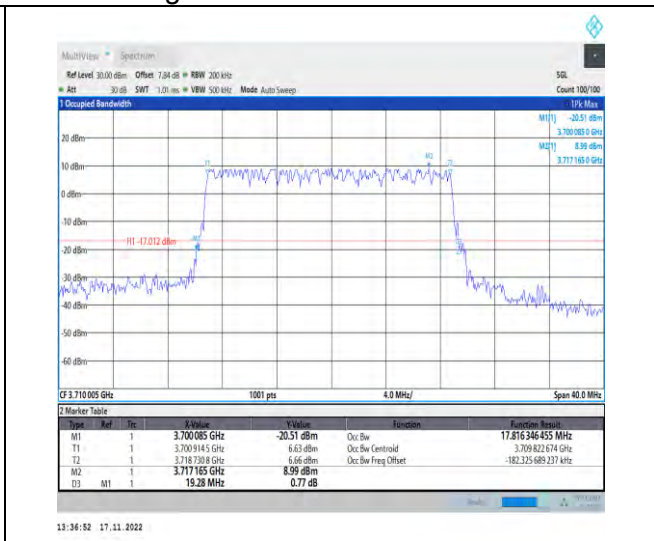 MultiView Spectrum
Ref Level 30.00 dBm Offset 7.84 dB RBW 200 kHz SGL
Att 30 dB SWT 1.01 ms VBW 500 kHz Mode Auto Sweep Count 100/100
1 Occupied Bandwidth 1Pk Max
M1[1] -20.51 dBm
3.700 085 0 GHz
20 dBm
M2[1] 8.99 dBm
3.717 165 0 GHz
M2
10 dBm
T1 T2
0 dBm
-10 dBm
H1 -17.012 dBm
-20 dBm
-30 dBm
-40 dBm
-50 dBm
-60 dBm
CF 3.710 005 GHz 1001 pts 4.0 MHz/ Span 40.0 MHz
2 Marker Table
Type Ref Trc X-Value Y-Value Function Function Result
M1 1 3.700 085 GHz -20.51 dBm Occ Bw 17.816 346 455 MHz
T1 1 3.700 914 5 GHz 6.63 dBm Occ Bw Centroid 3.709 822 674 GHz
T2 1 3.718 730 8 GHz 6.66 dBm Occ Bw Freq Offset -182.325 689 237 kHz
M2 1 3.717 165 GHz 8.99 dBm
D3 M1 1 19.28 MHz 0.77 dB
13:36:52 17.11.2022